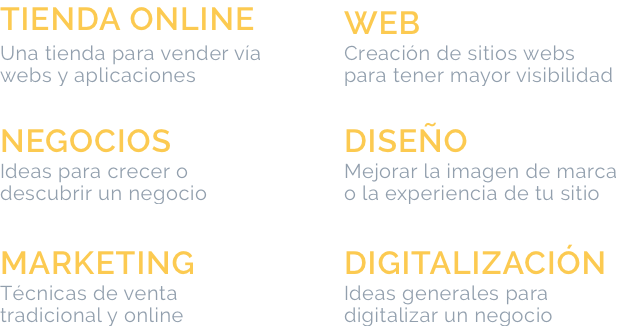 TIENDA ONLINE
Una tienda para vender vía
webs y aplicaciones
WEB
Creación de sitios webs
para tener mayor visibilidad
NEGOCIOS
Ideas para crecer o
descubrir un negocio
DISEÑO
Mejorar la imagen de marca
o la experiencia de tu sitio
MARKETING
Técnicas de venta
tradicional y online
DIGITALIZACIÓN
Ideas generales para
digitalizar un negocio